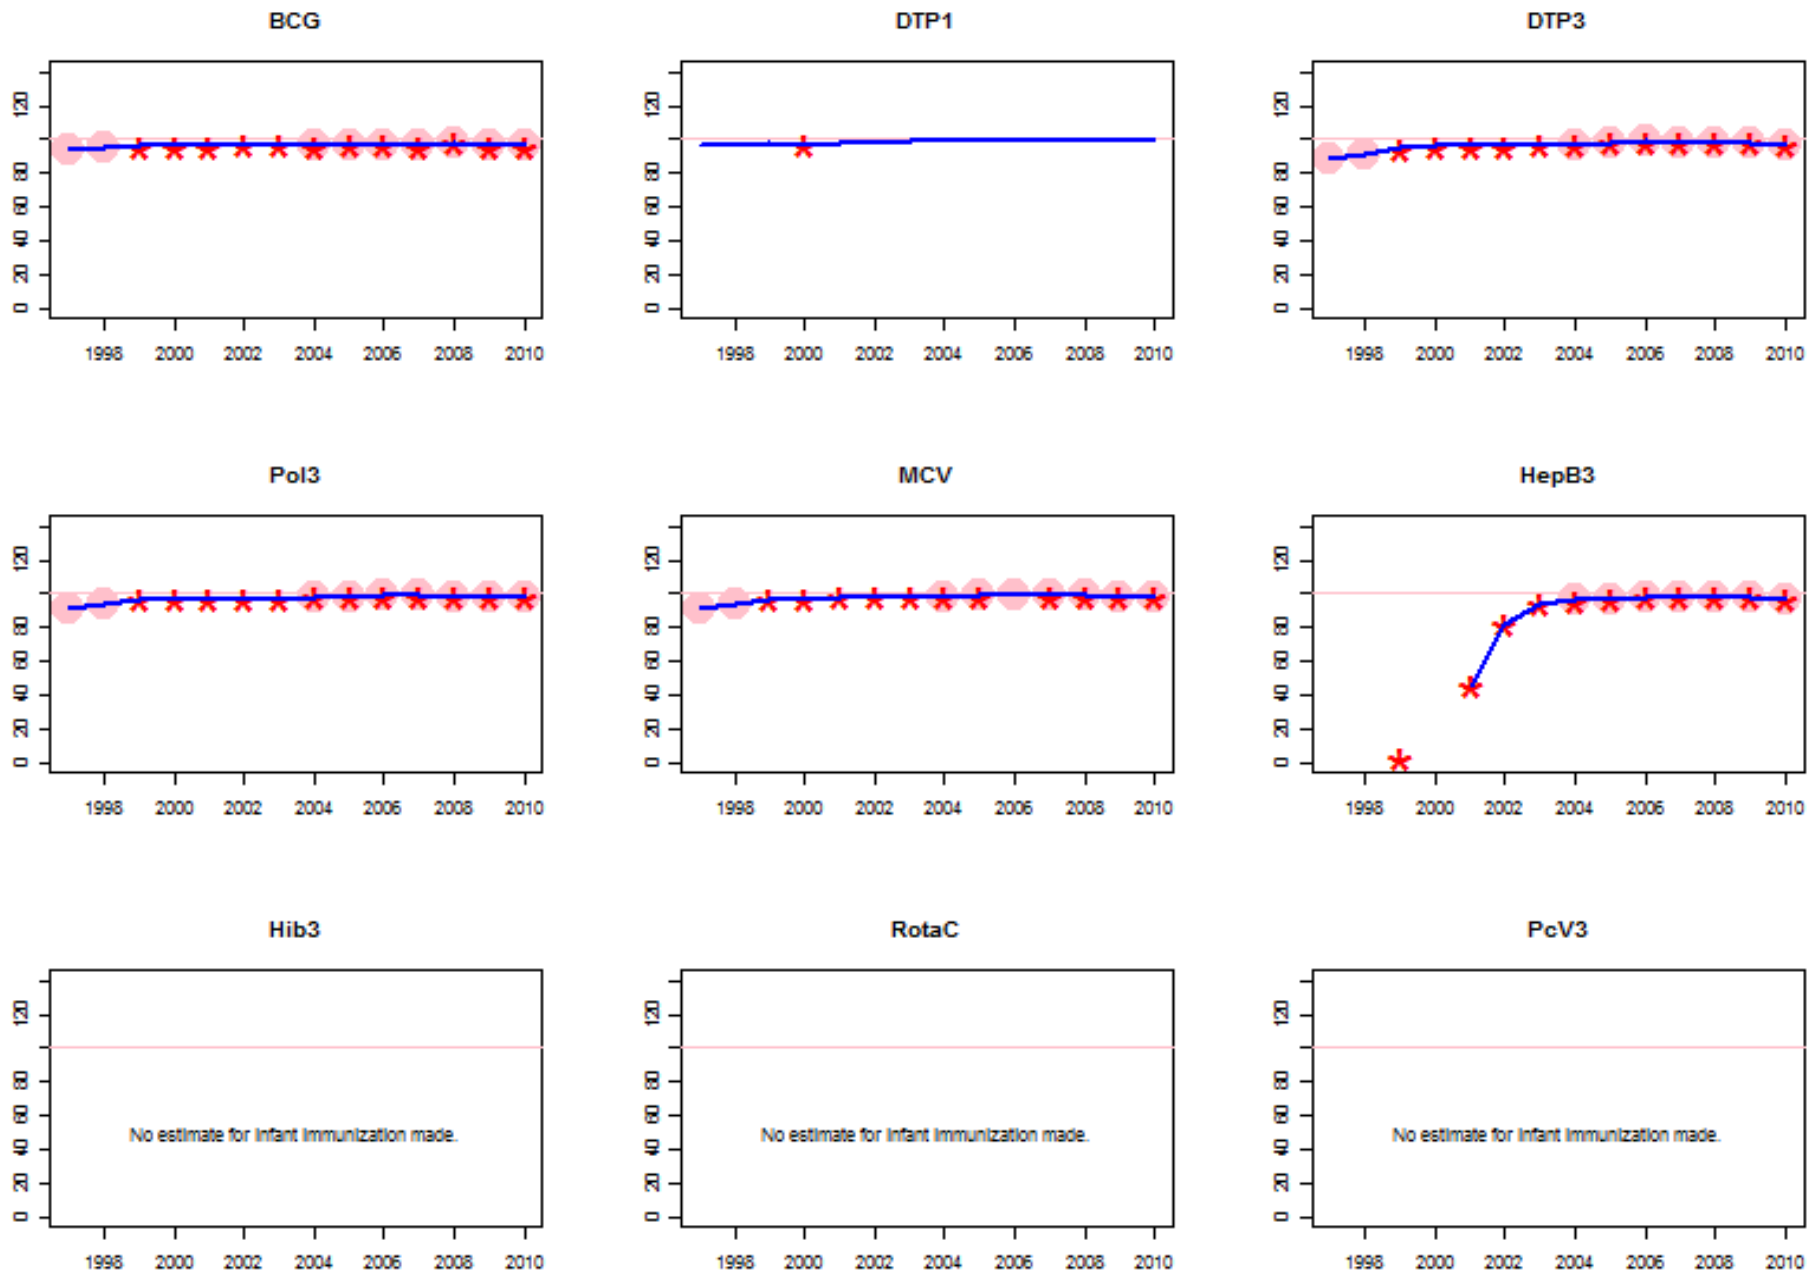 BCG DTP1 DTP3
120 120 120
80 80 80
60 60 60
40 40 40
20 20 20
0 0 0
1998 2000 2002 2004 2006 2008 2010 1998 2000 2002 2004 2006 2008 2010 1998 2000 2002 2004 2006 2008 2010
Pol3 MCV HepB3
120 120 120
80 80 80
60 60 60
40 40 40
20 20 20
0 0 0
1998 2000 2002 2004 2006 2008 2010 1998 2000 2002 2004 2006 2008 2010 1998 2000 2002 2004 2006 2008 2010
Hib3 RotaC PcV3
120 120 120
80 80 80
60 60 60
No estimate for infant immunization made. No estimate for infant immunization made. No estimate for infant immunization made.
40 40 40
20 20 20
0 0 0
1998 2000 2002 2004 2006 2008 2010 1998 2000 2002 2004 2006 2008 2010 1998 2000 2002 2004 2006 2008 2010